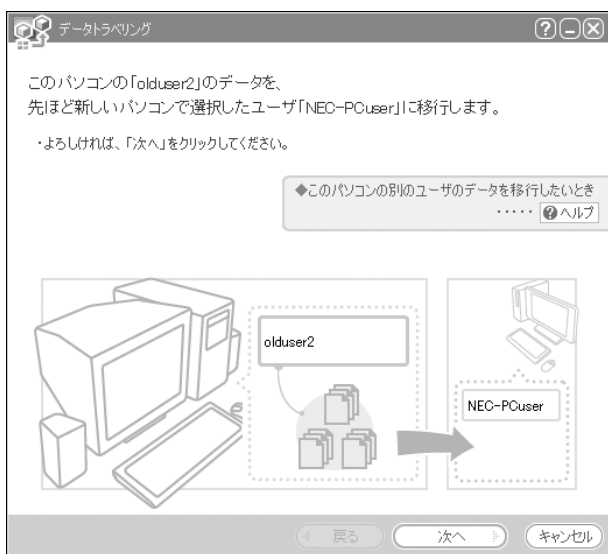 データトラベリング
このパソコンの「olduser2」のデータを、
先ほど新しいパソコンで選択したユーザ「NEC-PCuser」に移行します。
・よろしければ、「次へ」をクリックしてください。
◆このパソコンの別のユーザのデータを移行したいとき
・・・・・ ?ヘルプ
olduser2
NEC-PCuser
戻る 次へ キャンセル